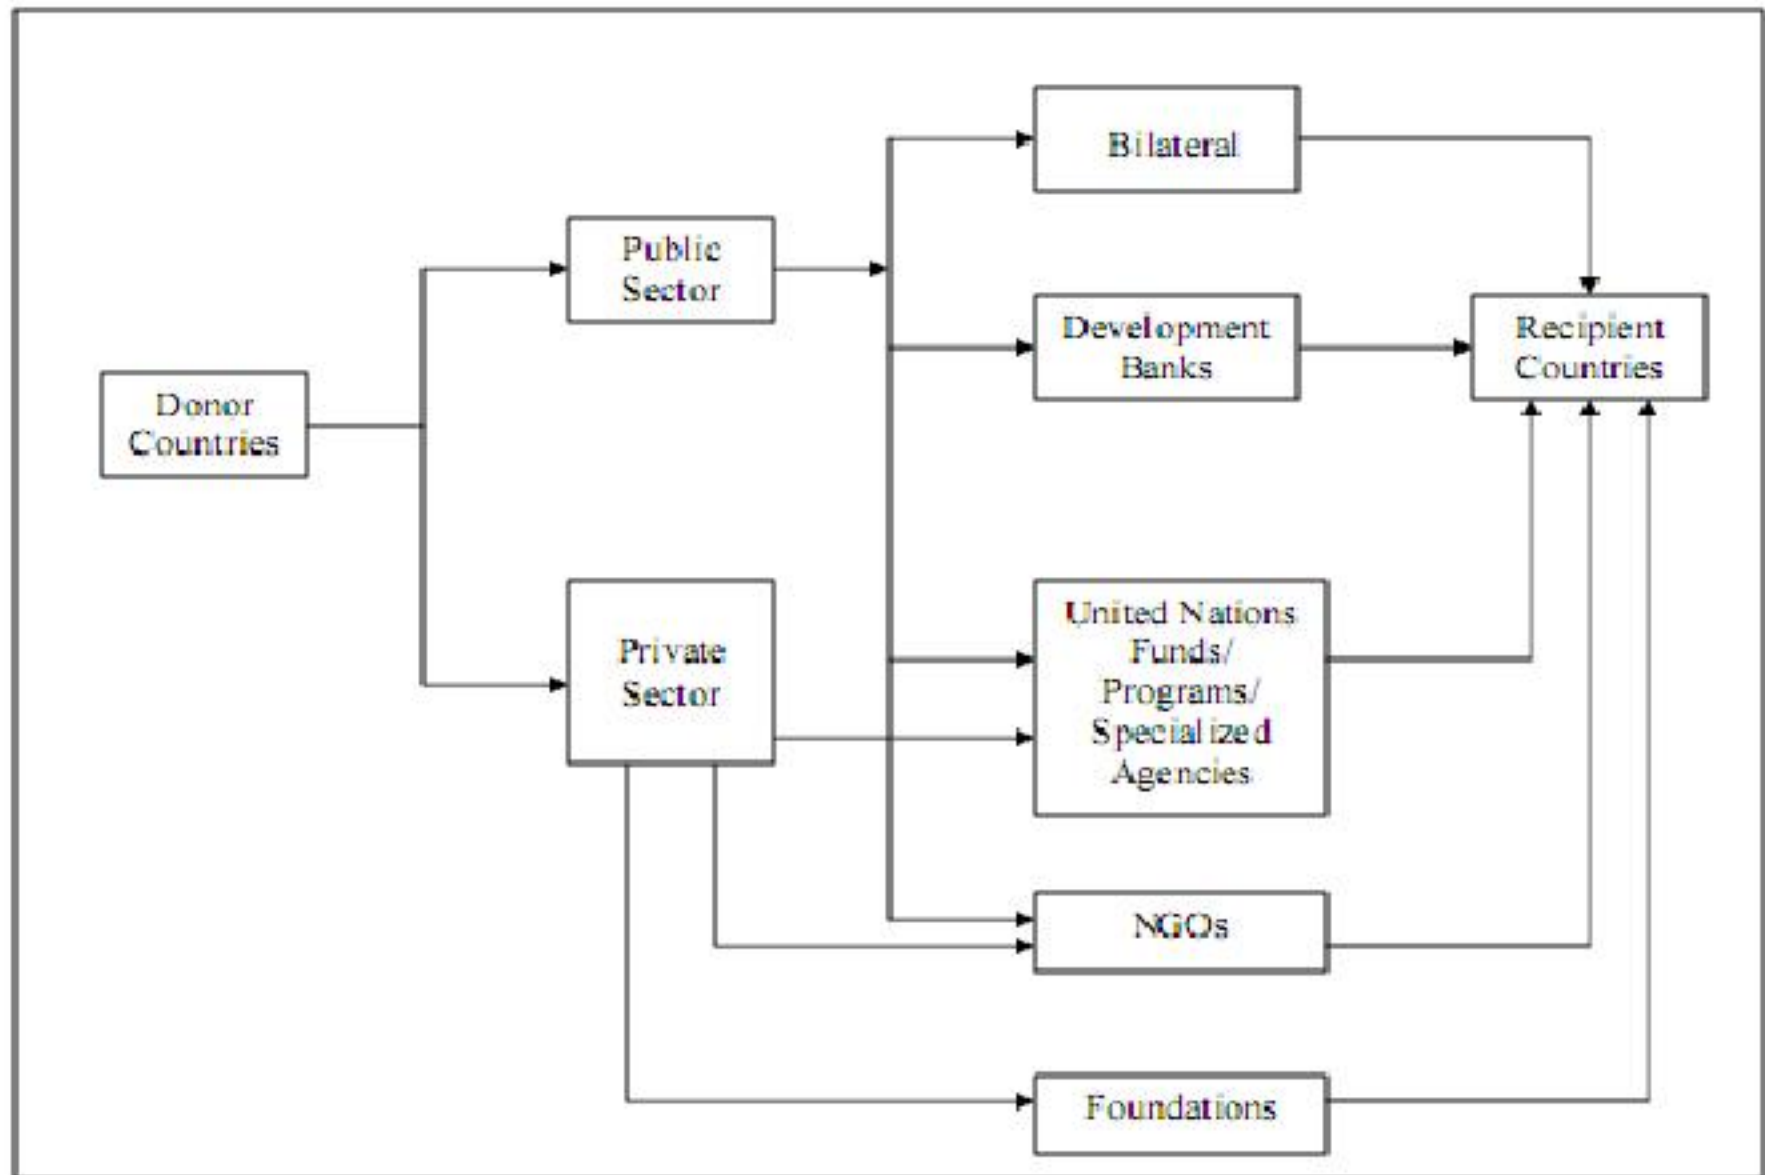 Bilateral
Public
Sector
Development
Banks
Recipient
Countries
Donor
Countries
United Nations
Funds/
Programs/
Specialized
Agencies
Private
Sector
NGOs
Foundations